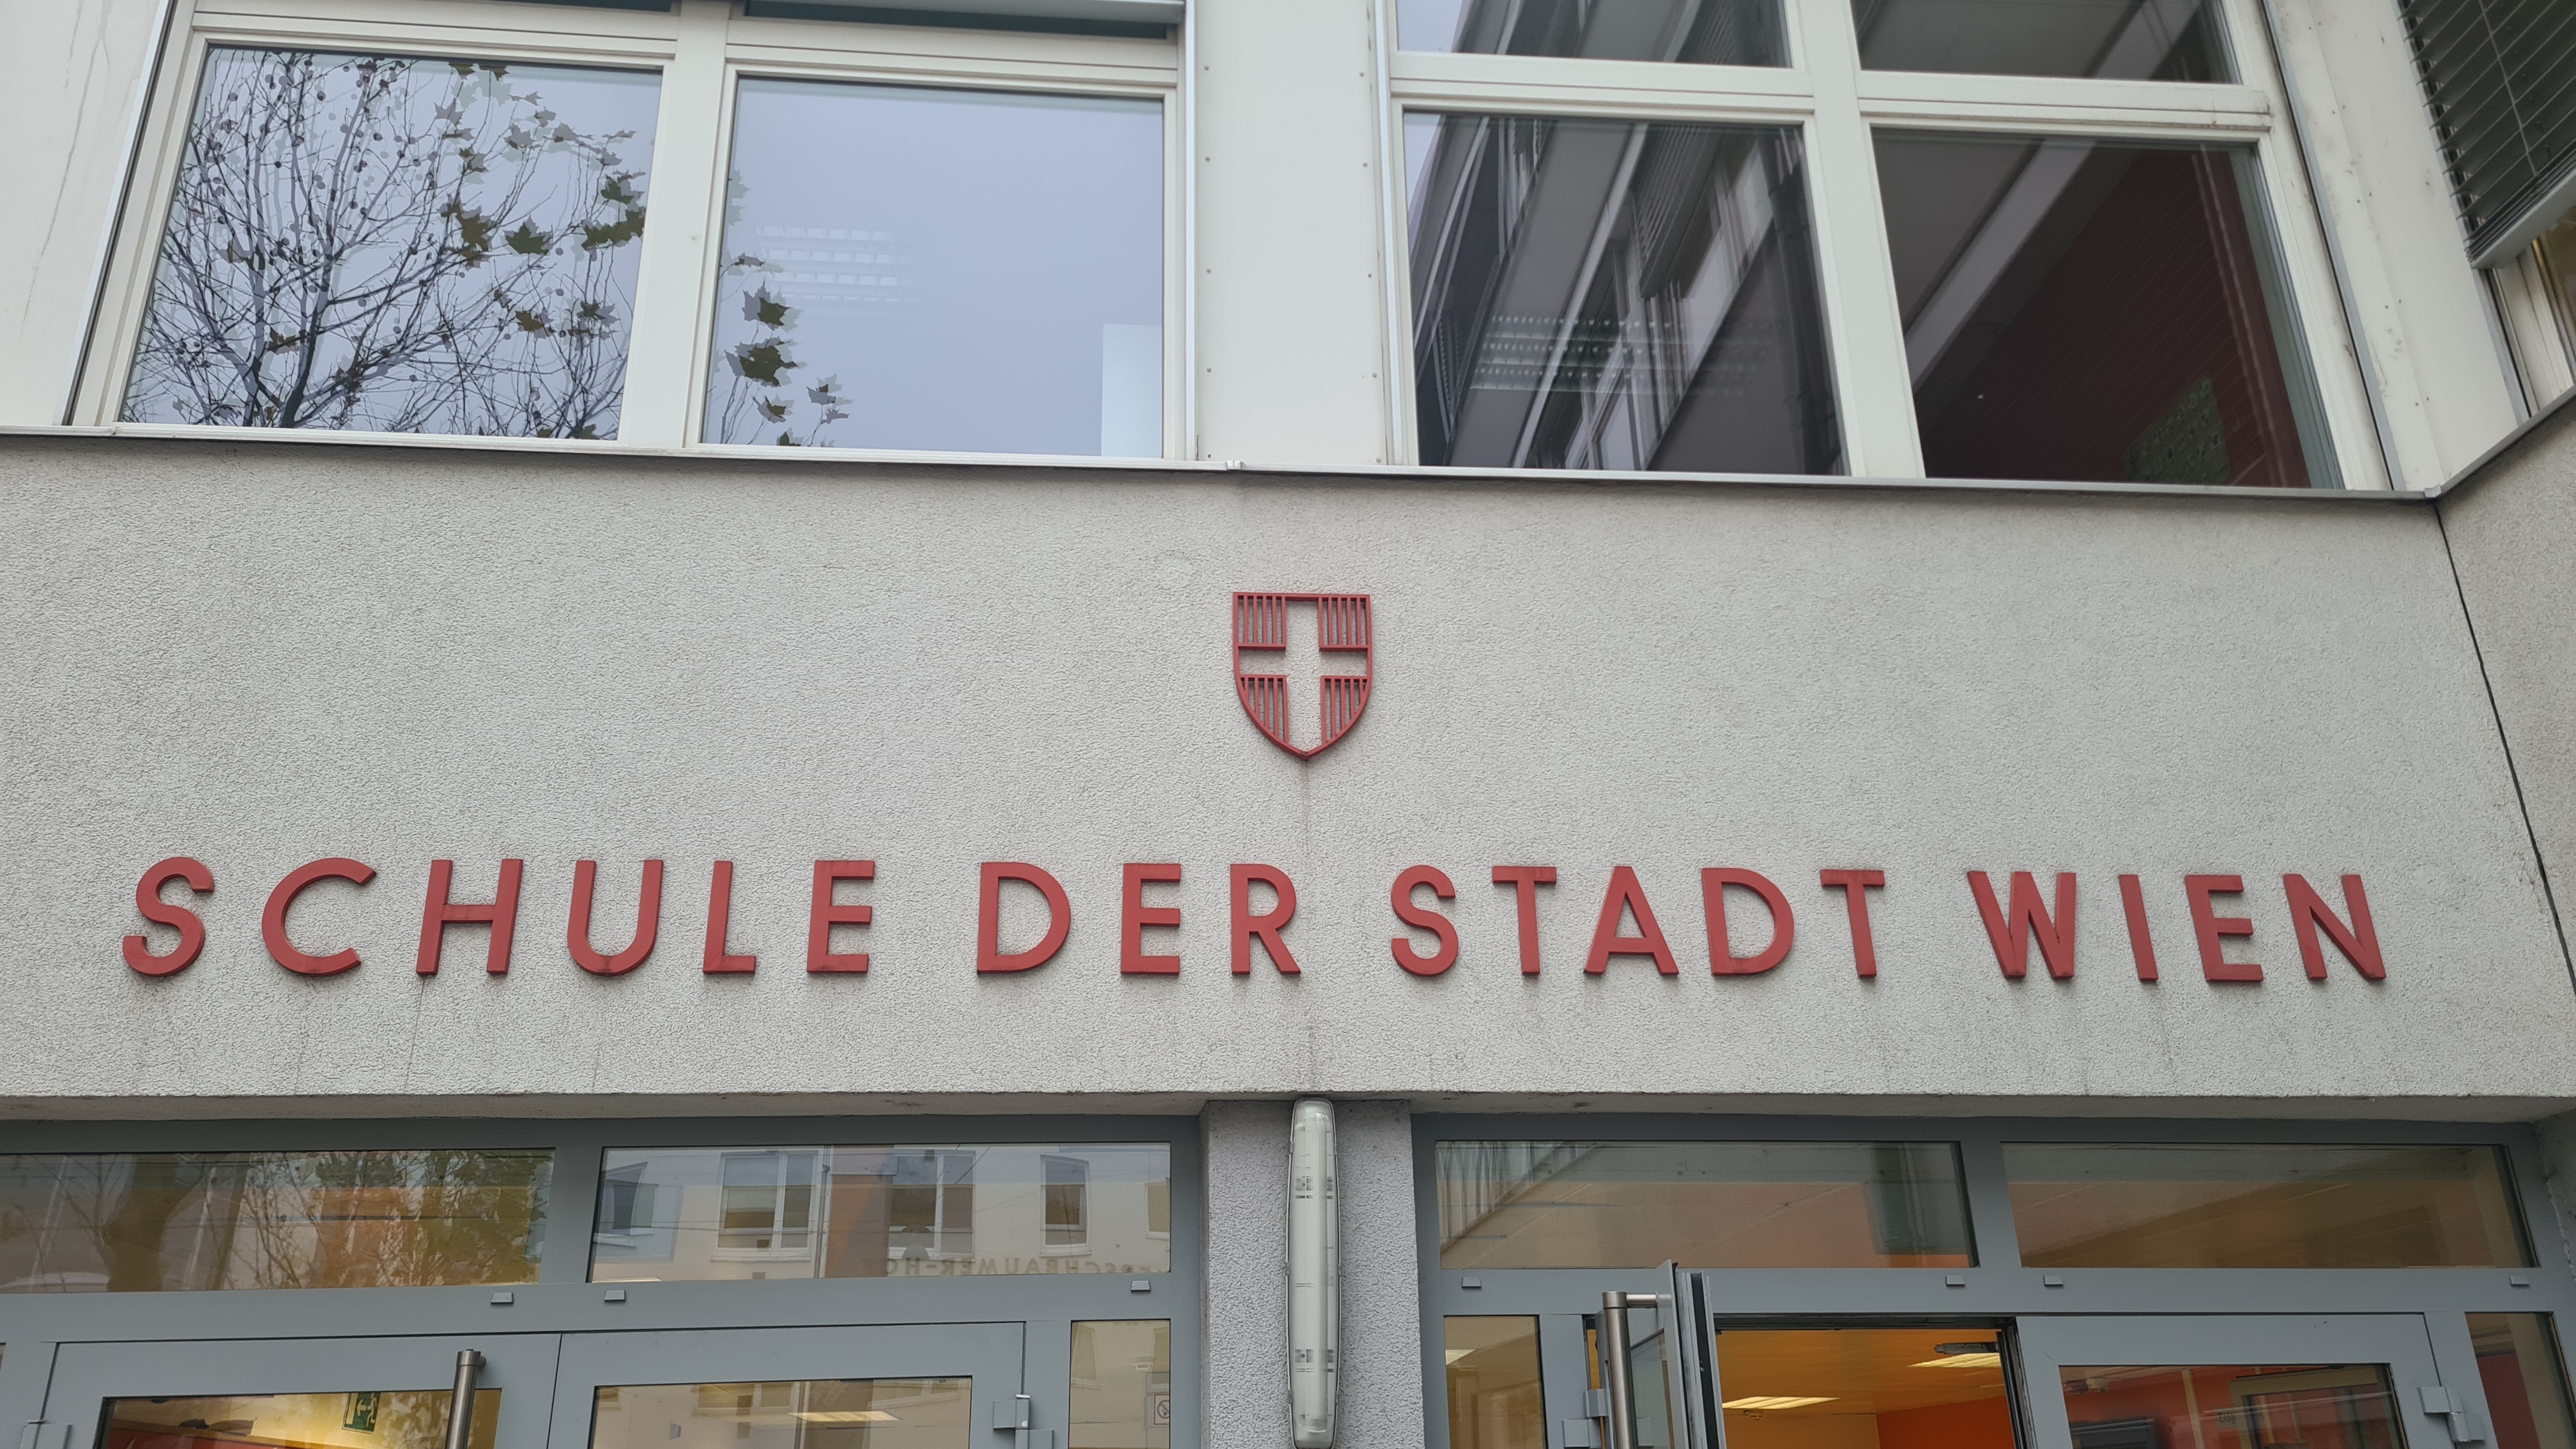 SCHULE DER STADT WIEN